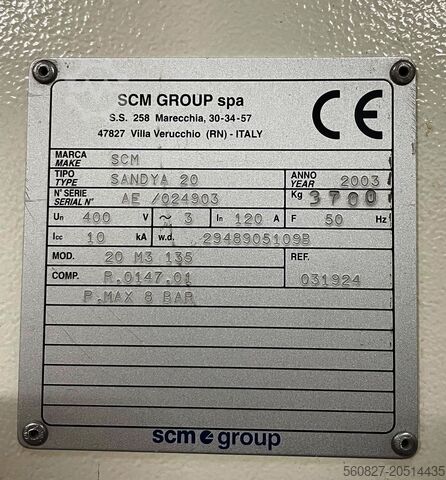 SCM GROUP spa
S.S. 258 Marecchia, 30-34-57
47827 Villa Verucchio (RN) - ITALY
CE
MARCA MAKE SCM
TIPO TYPE SANDYA 20 ANNO YEAR 2003
N° SERIE SERIAL N° AE /024903 Kg 3700
Un 400 V ~ 3 In 120 A F 50 Hz
Icc 10 kA w.d. 2948905109B
MOD. 20 M3 135 REF. 031924
COMP. R.0147.01
P.MAX 8 BAR
scm group
560827-20514435